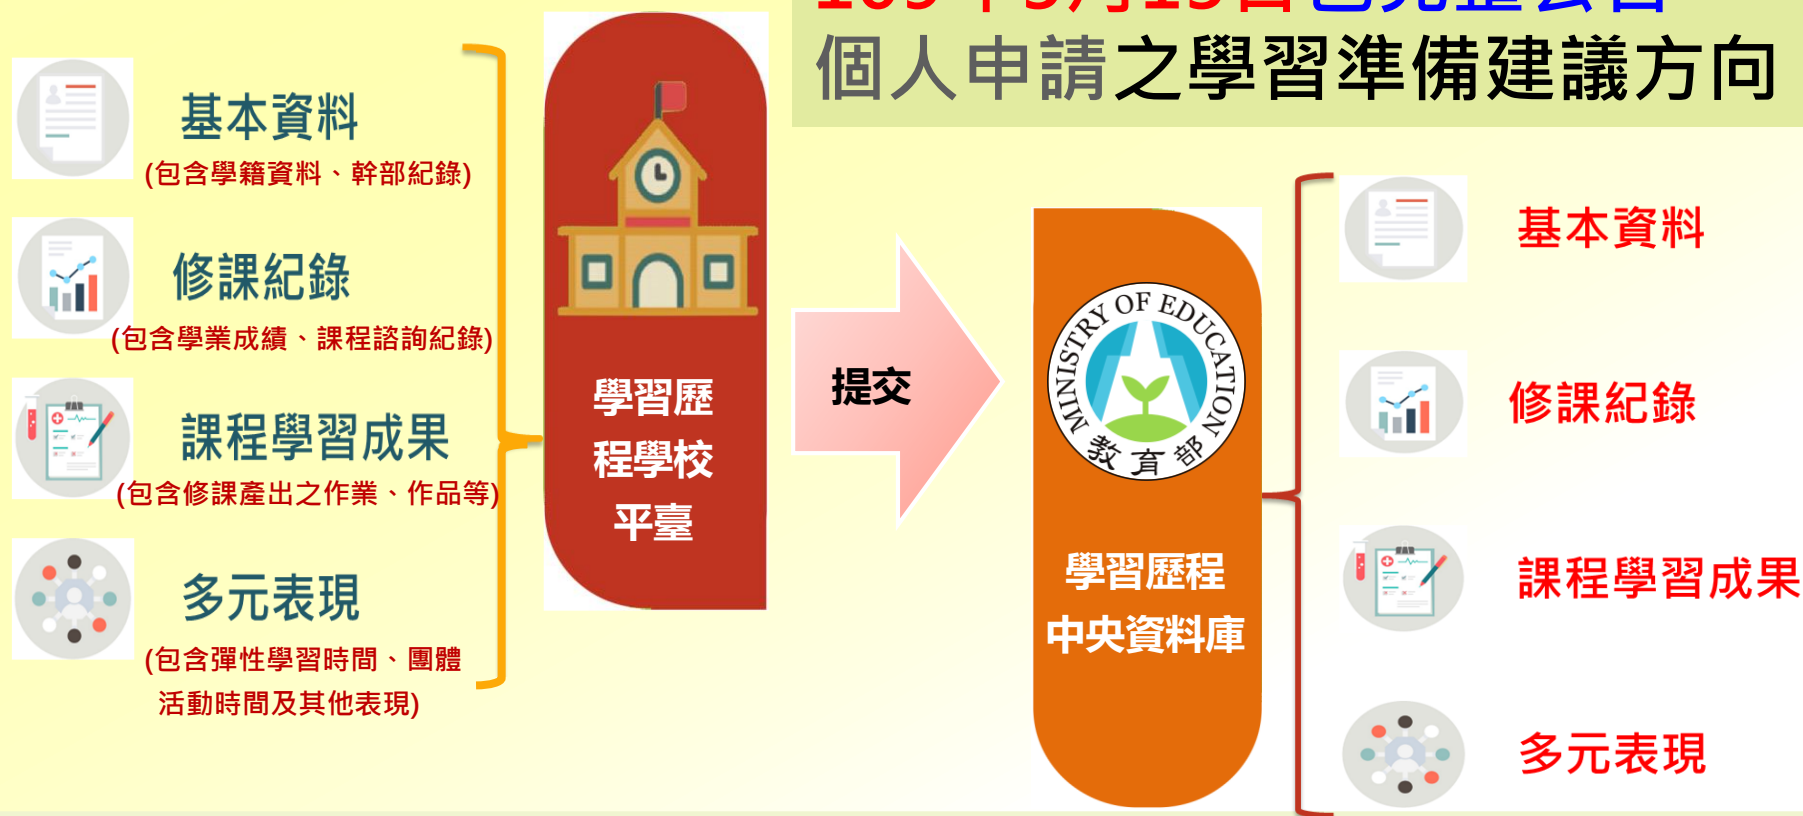 個人申請之學習準備建議方向
基本資料
(包含學籍資料、幹部紀錄)
修課紀錄
(包含學業成績、課程諮詢紀錄)
課程學習成果
(包含修課產出之作業、作品等)
多元表現
(包含彈性學習時間、團體
活動時間及其他表現)
學習歷
程學校
平臺
提交
MINISTRY OF EDUCATION
教育部
學習歷程
中央資料庫
基本資料
修課紀錄
課程學習成果
多元表現